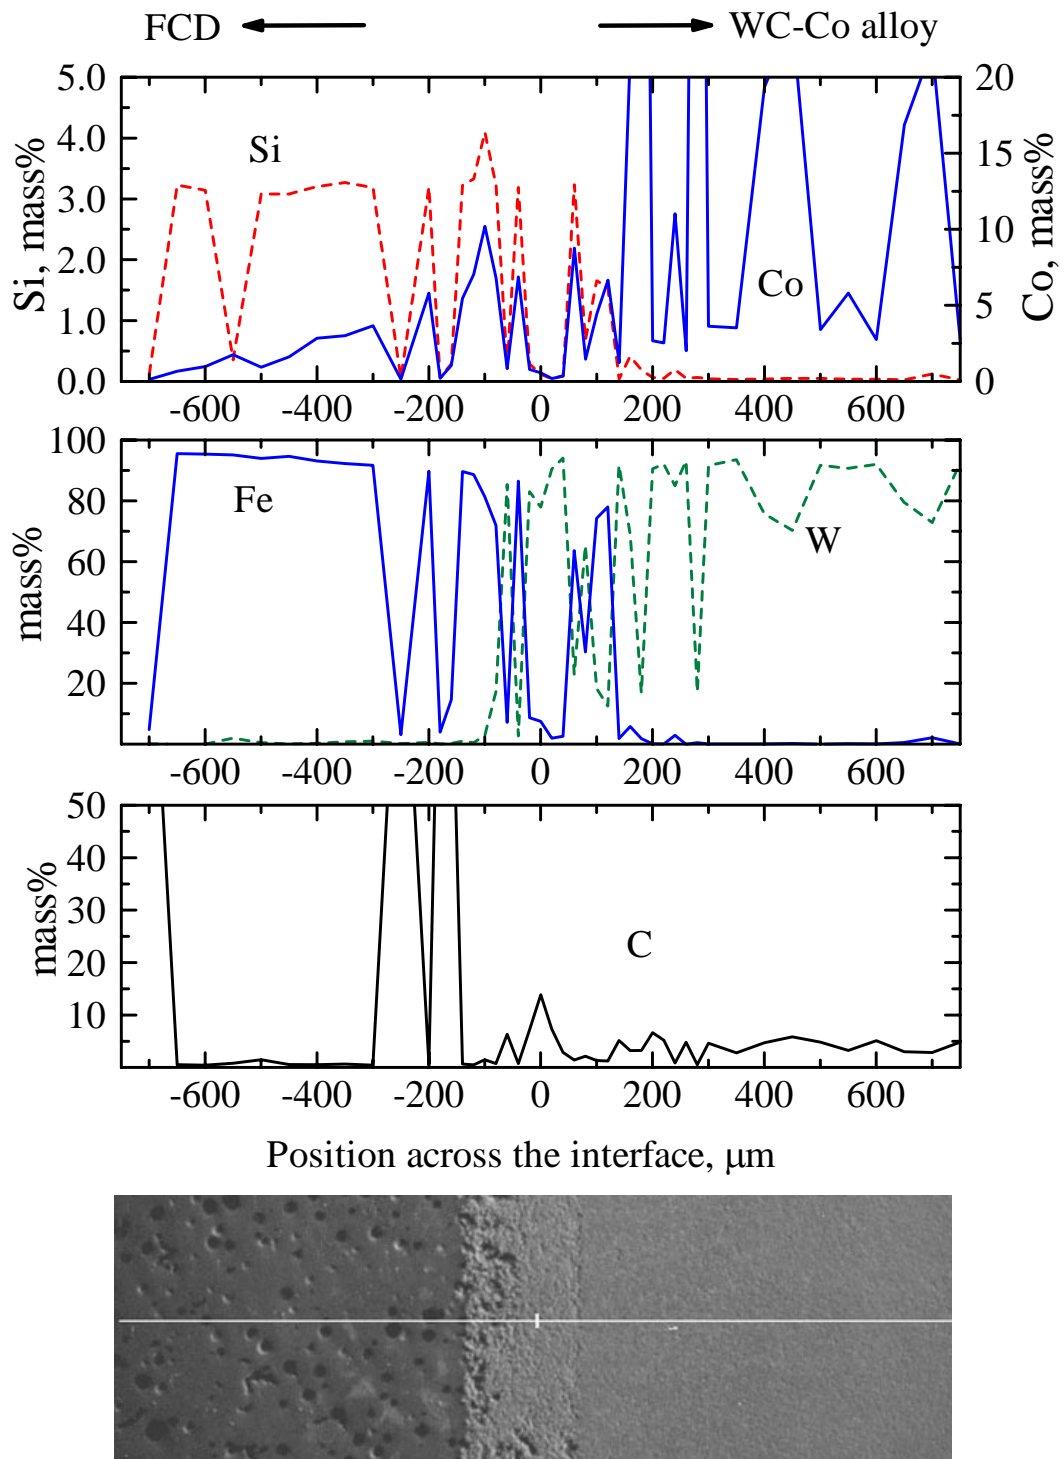 FCD WC-Co alloy
5.0 20
4.0 15
3.0
10
2.0
1.0 5
0.0 0
Si
Co
Si, mass%
Co, mass%
-600 -400 -200 0 200 400 600
100
80
60
40
20
Fe
W
mass%
-600 -400 -200 0 200 400 600
50
40
30
20
10
C
mass%
-600 -400 -200 0 200 400 600
Position across the interface, μm